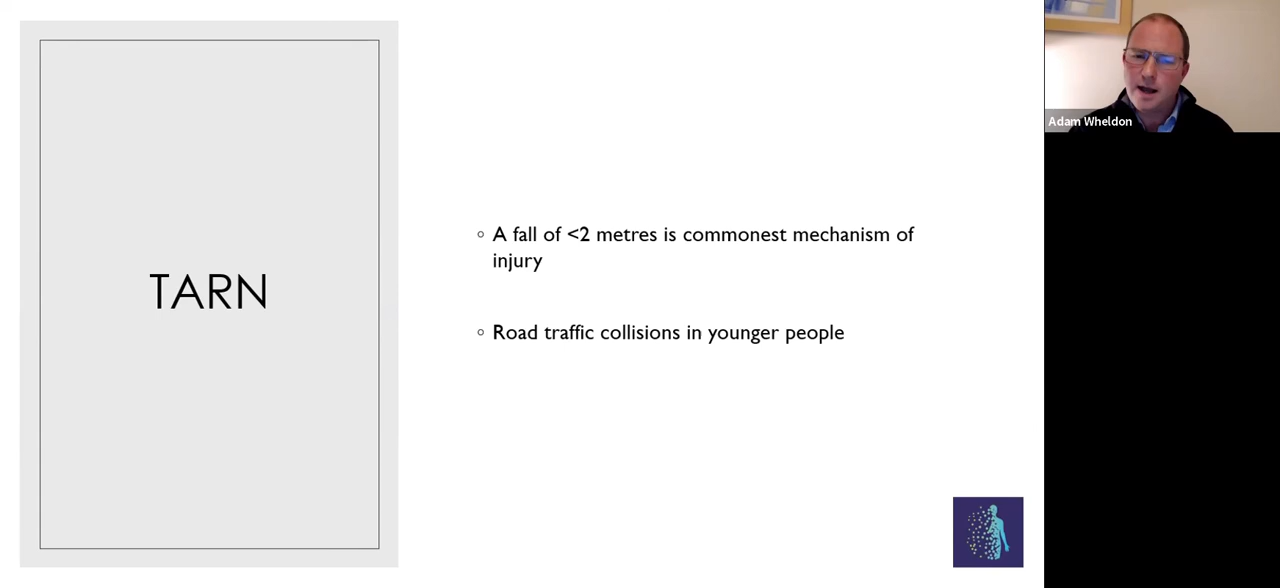 TARN
◦ A fall of <2 metres is commonest mechanism of
injury
◦ Road traffic collisions in younger people
Adam Wheldon